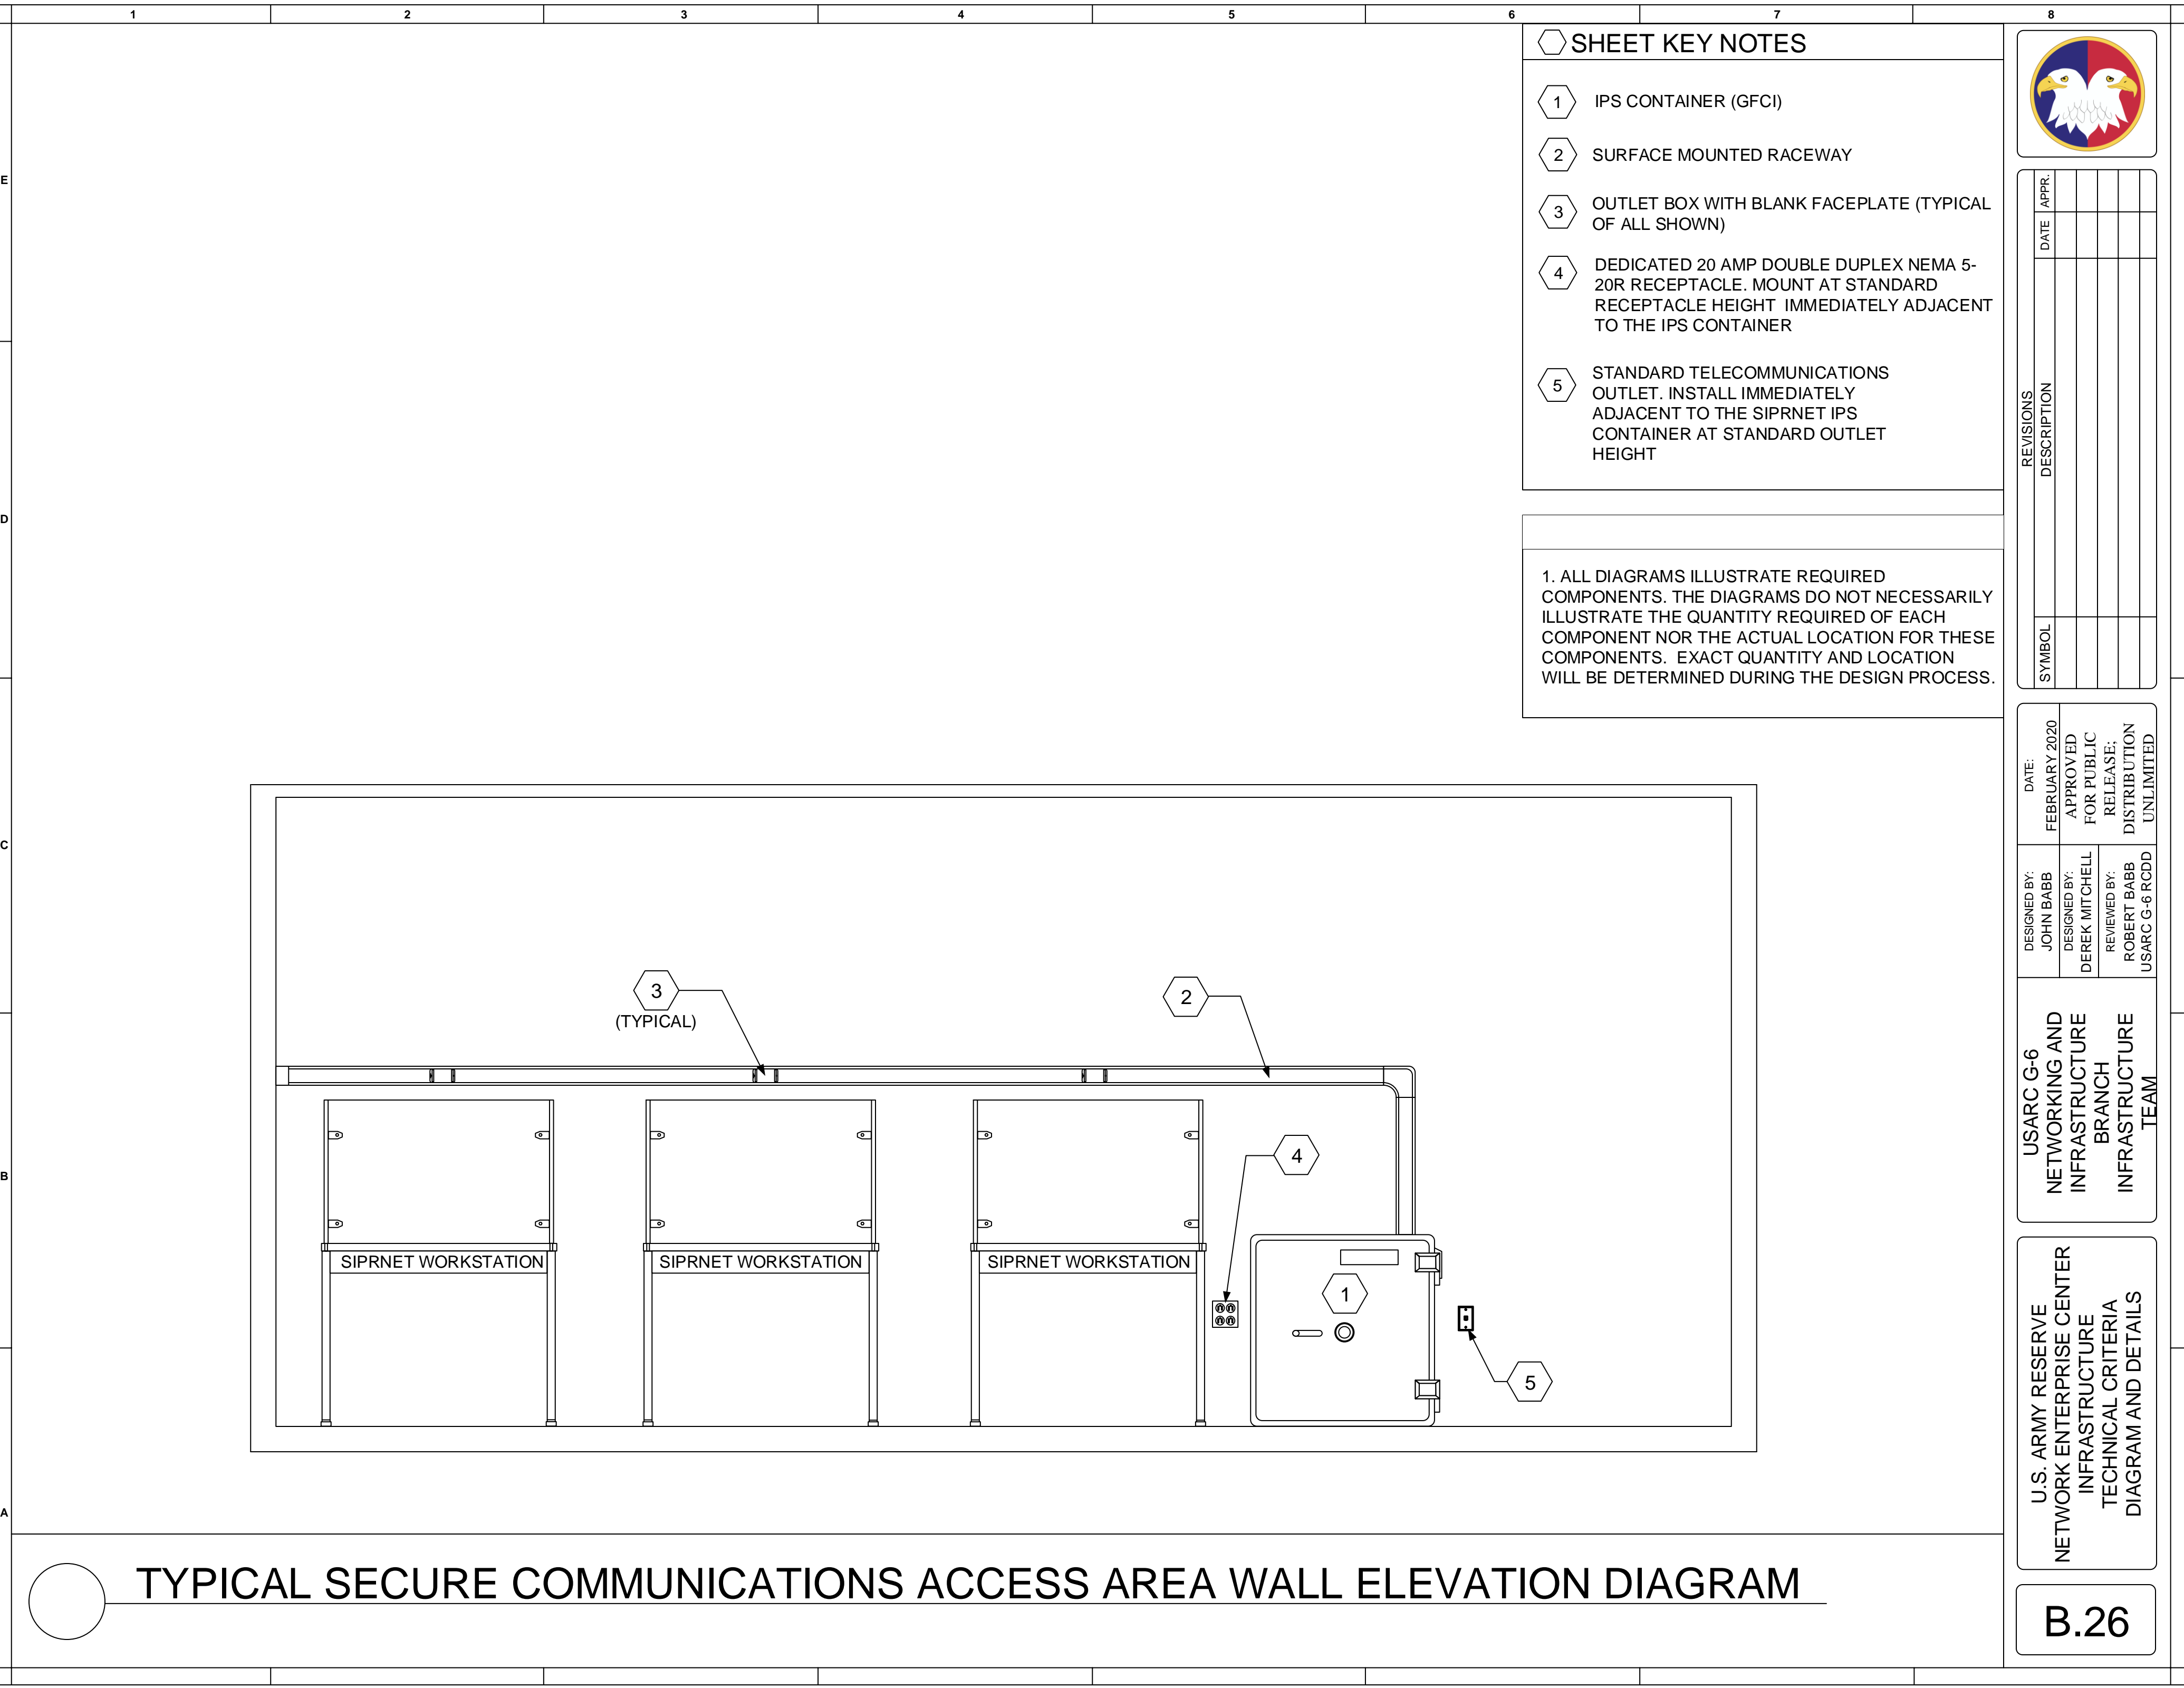 1 2 3 4 5 6 7 8
SHEET KEY NOTES
1 IPS CONTAINER (GFCI)
2 SURFACE MOUNTED RACEWAY
3 OUTLET BOX WITH BLANK FACEPLATE (TYPICAL
OF ALL SHOWN)
4 DEDICATED 20 AMP DOUBLE DUPLEX NEMA 5-
20R RECEPTACLE. MOUNT AT STANDARD
RECEPTACLE HEIGHT IMMEDIATELY ADJACENT
TO THE IPS CONTAINER
5 STANDARD TELECOMMUNICATIONS
OUTLET. INSTALL IMMEDIATELY
ADJACENT TO THE SIPRNET IPS
CONTAINER AT STANDARD OUTLET
HEIGHT
1. ALL DIAGRAMS ILLUSTRATE REQUIRED
COMPONENTS. THE DIAGRAMS DO NOT NECESSARILY
ILLUSTRATE THE QUANTITY REQUIRED OF EACH
COMPONENT NOR THE ACTUAL LOCATION FOR THESE
COMPONENTS. EXACT QUANTITY AND LOCATION
WILL BE DETERMINED DURING THE DESIGN PROCESS.
E
D
C
B
A
3
(TYPICAL)
2
4
SIPRNET WORKSTATION
SIPRNET WORKSTATION
SIPRNET WORKSTATION
1
5
TYPICAL SECURE COMMUNICATIONS ACCESS AREA WALL ELEVATION DIAGRAM
REVISIONS
SYMBOL DESCRIPTION DATE APPR.
DATE:
FEBRUARY 2020
APPROVED
FOR PUBLIC
RELEASE;
DISTRIBUTION
UNLIMITED
DESIGNED BY:
JOHN BABB
DESIGNED BY:
DEREK MITCHELL
REVIEWED BY:
ROBERT BABB
USARC G-6 RCDD
USARC G-6
NETWORKING AND
INFRASTRUCTURE
BRANCH
INFRASTRUCTURE
TEAM
U.S. ARMY RESERVE
NETWORK ENTERPRISE CENTER
INFRASTRUCTURE
TECHNICAL CRITERIA
DIAGRAM AND DETAILS
B.26